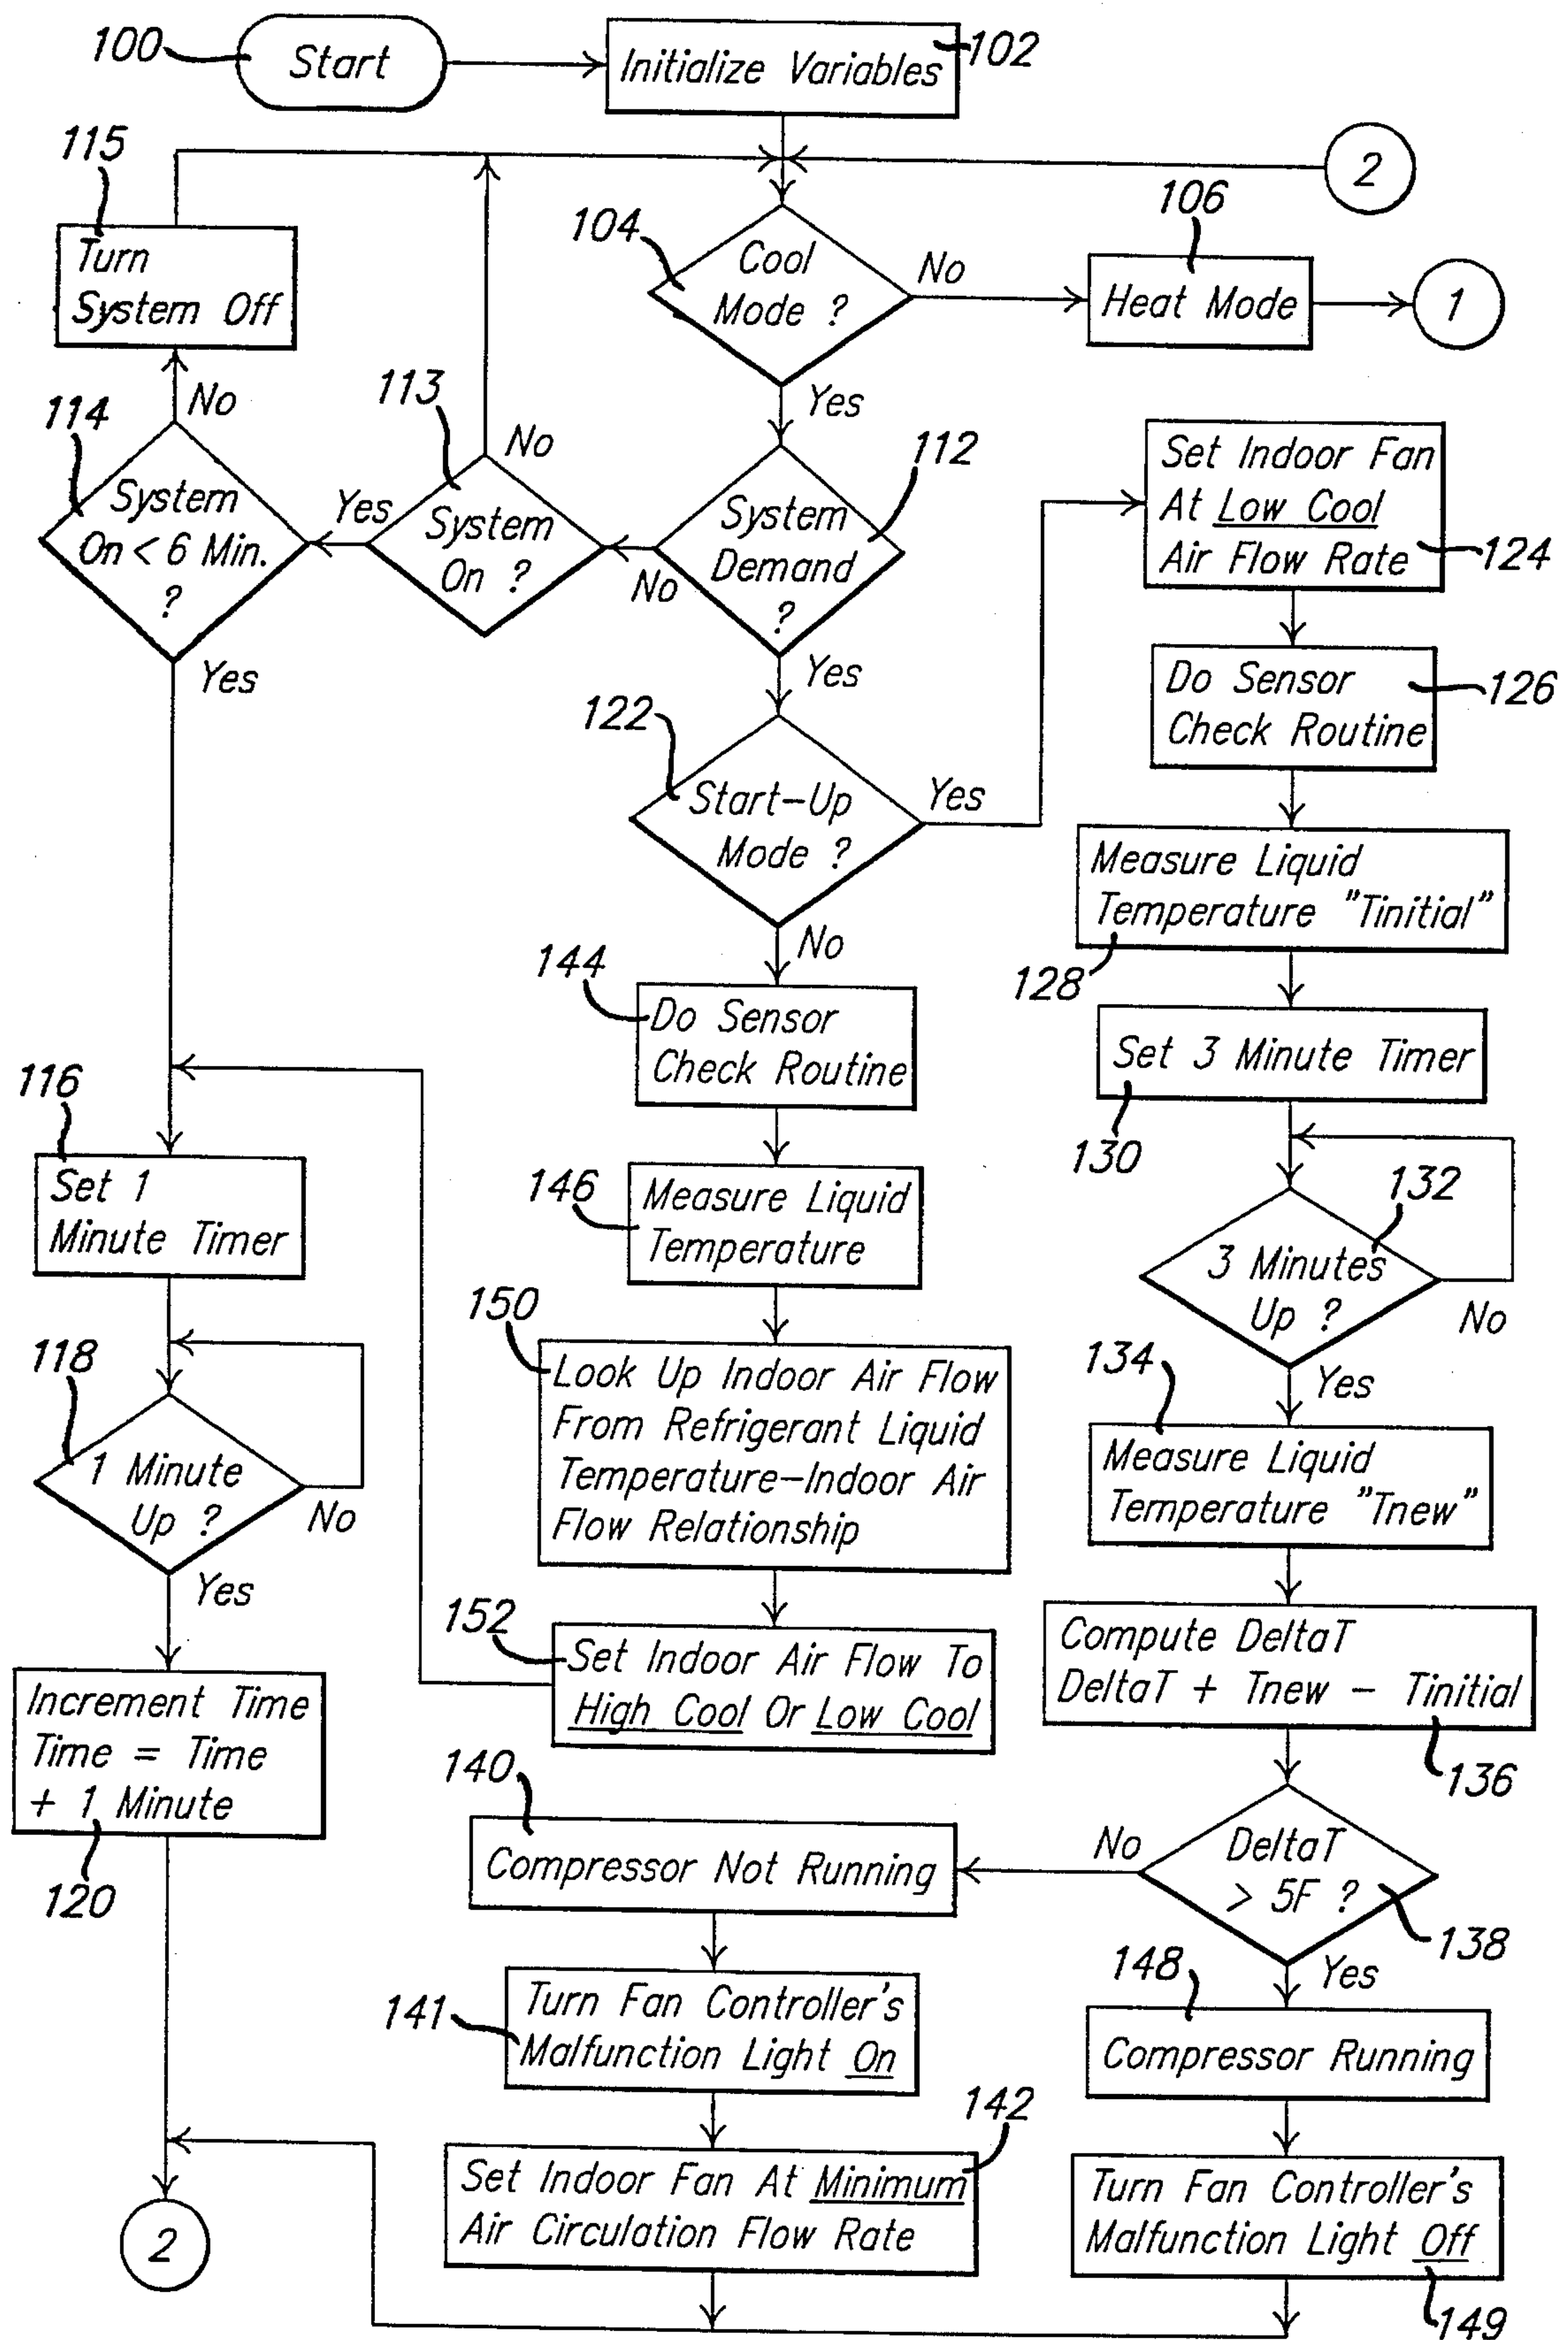 100
Start
Initialize Variables
102
115
2
106
104
Cool
Mode ?
No
Heat Mode
1
Turn
System Off
No
Yes
114
113
No
112
System
On < 6 Min.
?
Yes
System
On ?
No
System
Demand
?
Set Indoor Fan
At Low Cool
Air Flow Rate
124
Yes
Yes
Do Sensor
Check Routine
126
122
Start-Up
Mode ?
Yes
Measure Liquid
Temperature "Tinitial"
128
No
144
Do Sensor
Check Routine
Set 3 Minute Timer
130
116
Set 1
Minute Timer
146
Measure Liquid
Temperature
132
3 Minutes
Up ?
No
Yes
118
1 Minute
Up ?
No
Yes
150
Look Up Indoor Air Flow
From Refrigerant Liquid
Temperature-Indoor Air
Flow Relationship
134
Measure Liquid
Temperature "Tnew"
152
Set Indoor Air Flow To
High Cool Or Low Cool
Compute DeltaT
DeltaT + Tnew - Tinitial
136
Increment Time
Time = Time
+ 1 Minute
120
140
Compressor Not Running
No
DeltaT
> 5F ?
138
Yes
148
Compressor Running
141
Turn Fan Controller's
Malfunction Light On
142
Set Indoor Fan At Minimum
Air Circulation Flow Rate
Turn Fan Controller's
Malfunction Light Off
149
2